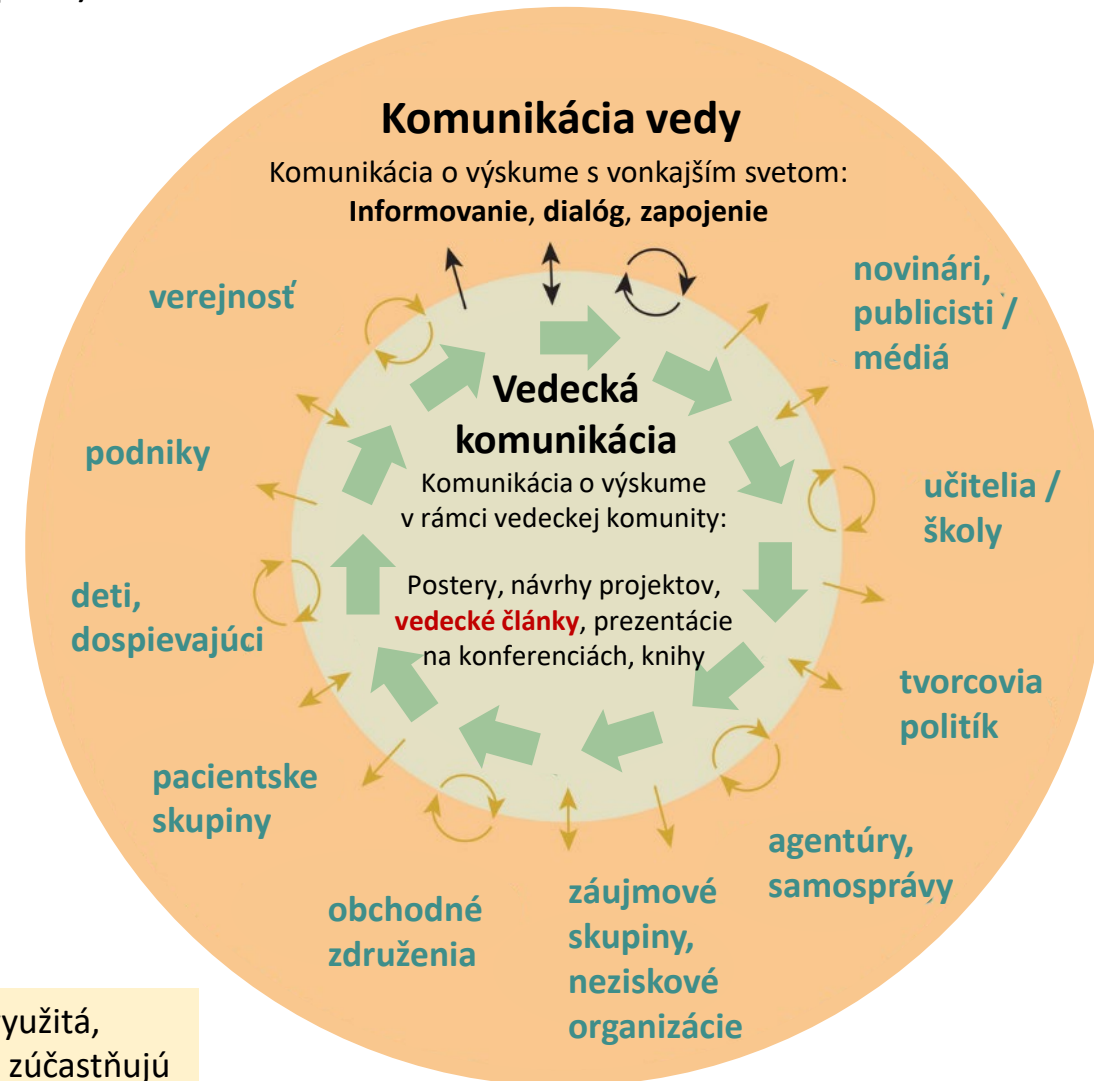 Komunikácia vedy
Komunikácia o výskume s vonkajším svetom:
Informovanie, dialóg, zapojenie
verejnosť
novinári,
publicisti /
médiá
Vedecká
komunikácia
Komunikácia o výskume
v rámci vedeckej komunity:
Postery, návrhy projektov,
vedecké články, prezentácie
na konferenciách, knihy
podniky
učitelia /
školy
deti,
dospievajúci
tvorcovia
politík
pacientske
skupiny
agentúry,
samosprávy
obchodné
združenia
záujmové
skupiny,
neziskové
organizácie
yužitá,
zúčastňujú